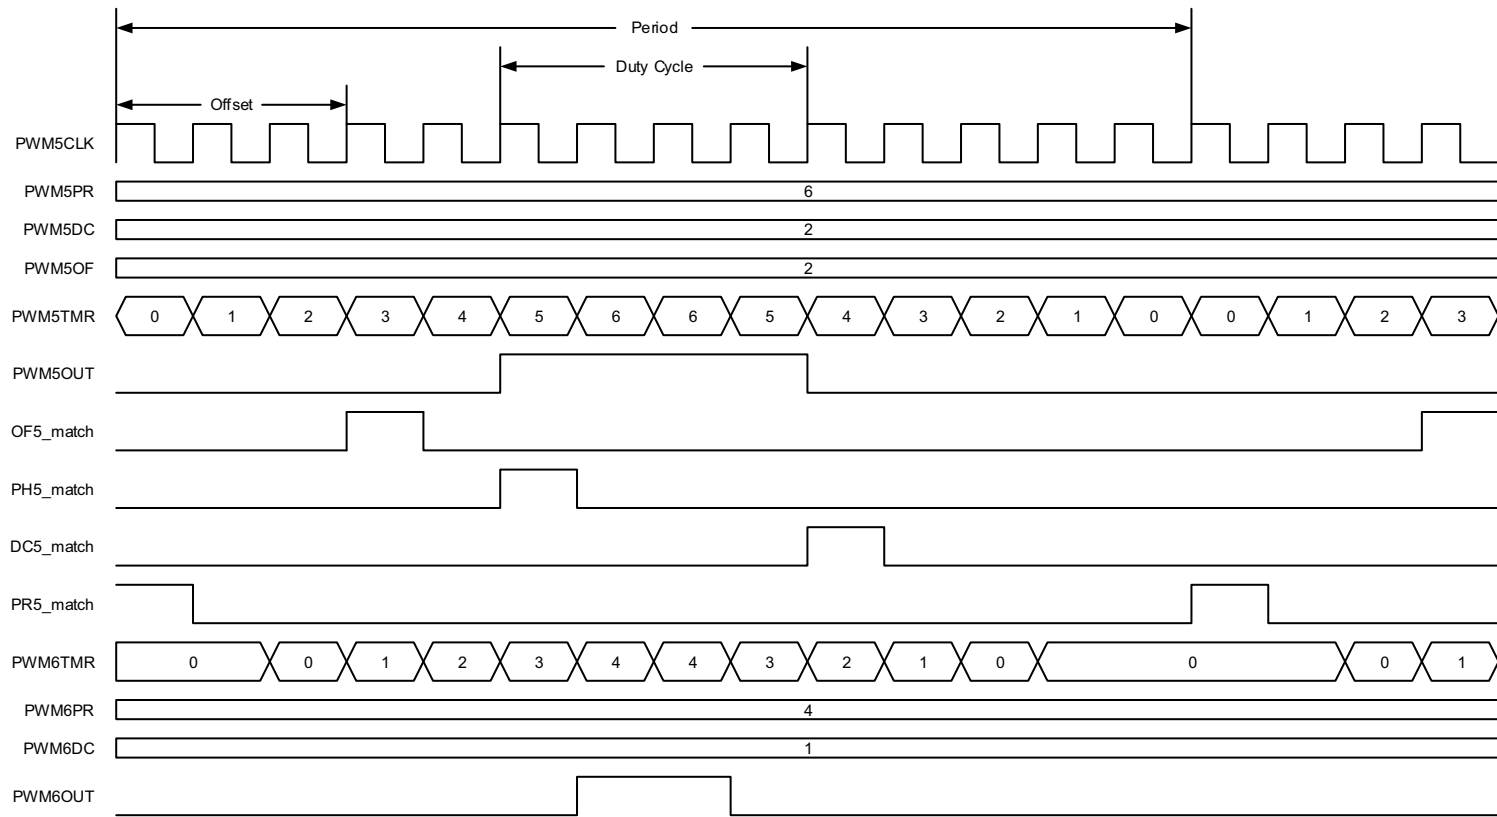 Period
Duty Cycle
Offset
PWM5CLK
PWM5PR 6
PWM5DC 2
PWM5OF 2
PWM5TMR 0 1 2 3 4 5 6 6 5 4 3 2 1 0 0 1 2 3
PWM5OUT
OF5_match
PH5_match
DC5_match
PR5_match
PWM6TMR 0 0 1 2 3 4 4 3 2 1 0 0 0 1
PWM6PR 4
PWM6DC 1
PWM6OUT